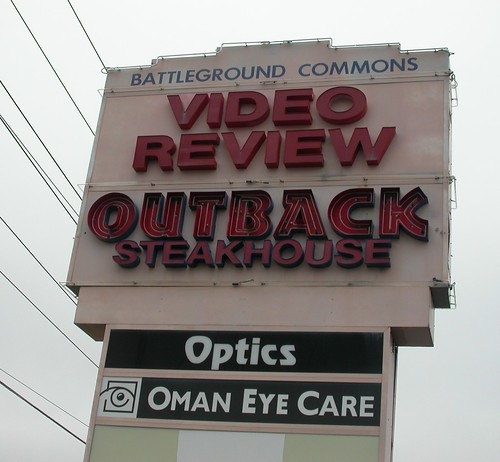 BATTLEGROUND COMMONS
VIDEO
REVIEW
OUTBACK
STEAKHOUSE
Optics
OMAN EYE CARE